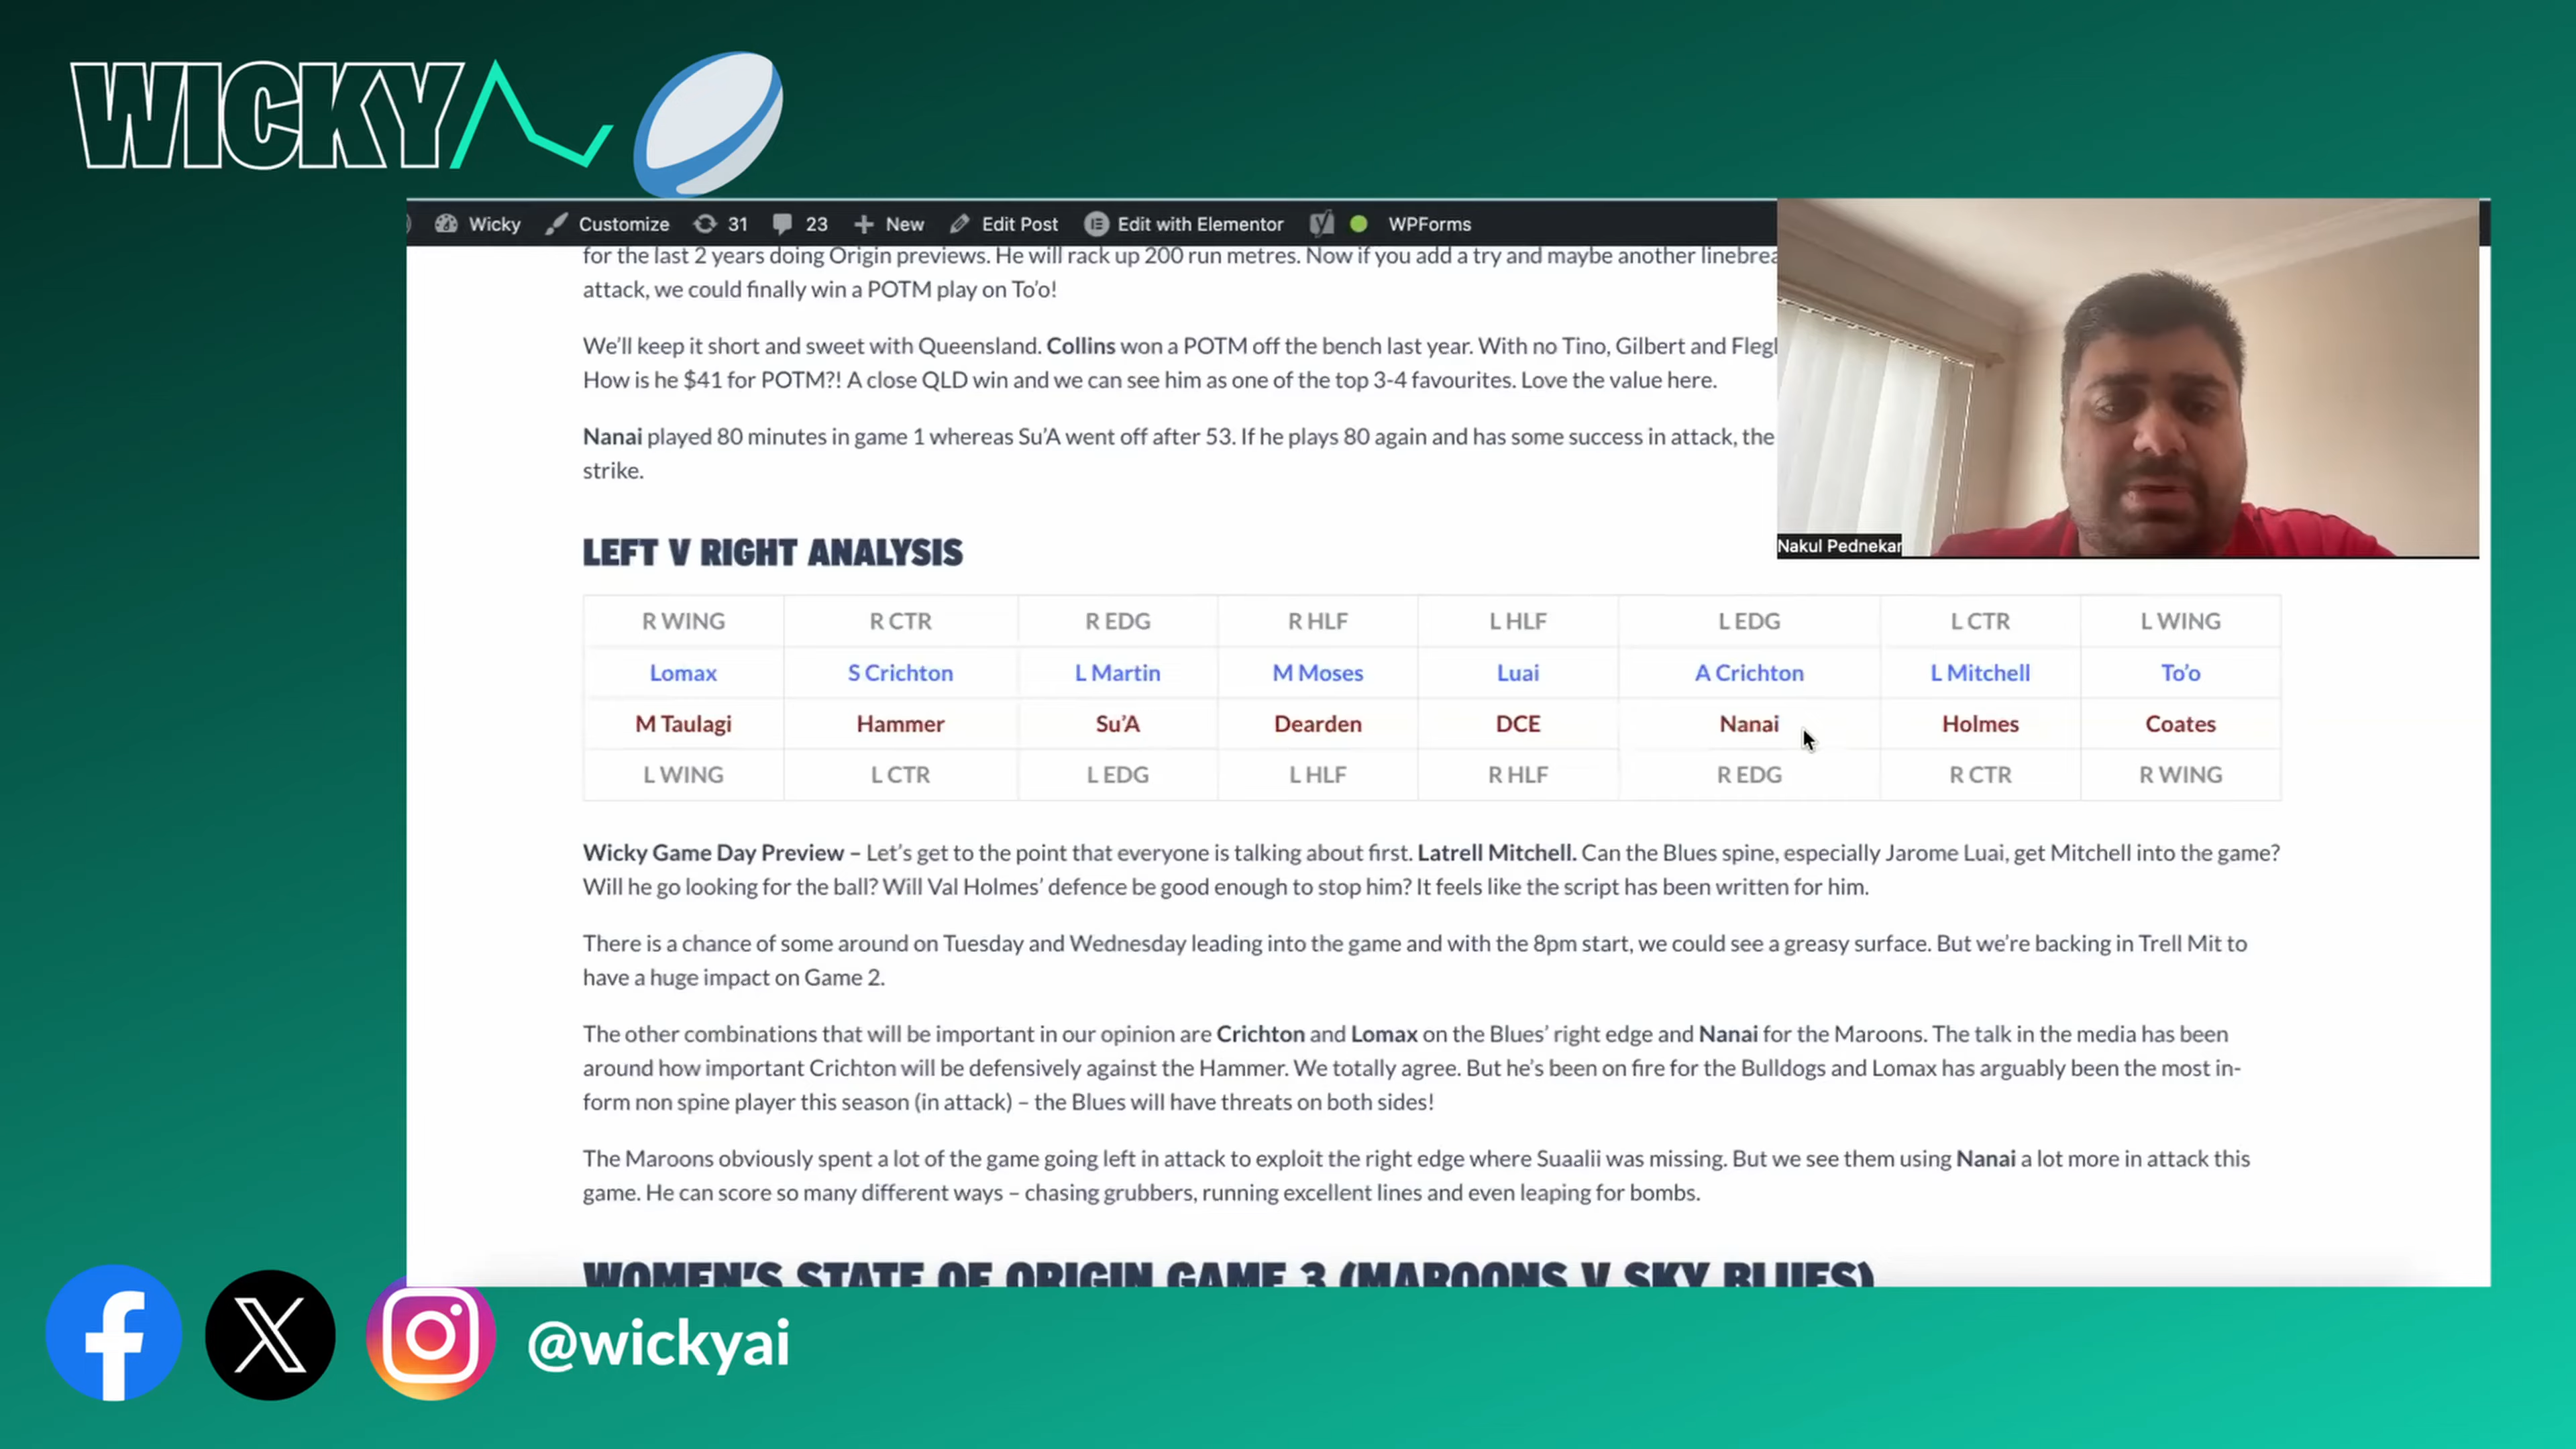 WICKY
Wicky Customize 31 23 New Edit Post Edit with Elementor WPForms
for the last 2 years doing Origin previews. He will rack up 200 run metres. Now if you add a try and maybe another
attack, we could finally win a POTM play on To’o!
We’ll keep it short and sweet with Queensland. Collins won a POTM off the bench last year. With no Tino, Gilbert and
How is he $41 for POTM?! A close QLD win and we can see him as one of the top 3-4 favourites. Love the value here.
Nanai played 80 minutes in game 1 whereas Su’A went off after 53. If he plays 80 again and has some success in attack, the
strike.
Nakul Pednekar
LEFT V RIGHT ANALYSIS
R WING R CTR R EDG R HLF L HLF L EDG L CTR L WING
Lomax S Crichton L Martin M Moses Luai A Crichton L Mitchell To’o
M Taulagi Hammer Su’A Dearden DCE Nanai Holmes Coates
L WING L CTR L EDG L HLF R HLF R EDG R CTR R WING
Wicky Game Day Preview – Let’s get to the point that everyone is talking about first. Latrell Mitchell. Can the Blues spine, especially Jarome Luai, get Mitchell into the game?
Will he go looking for the ball? Will Val Holmes’ defence be good enough to stop him? It feels like the script has been written for him.
There is a chance of some around on Tuesday and Wednesday leading into the game and with the 8pm start, we could see a greasy surface. But we’re backing in Trell Mit to
have a huge impact on Game 2.
The other combinations that will be important in our opinion are Crichton and Lomax on the Blues’ right edge and Nanai for the Maroons. The talk in the media has been
around how important Crichton will be defensively against the Hammer. We totally agree. But he’s been on fire for the Bulldogs and Lomax has arguably been the most in-
form non spine player this season (in attack) – the Blues will have threats on both sides!
The Maroons obviously spent a lot of the game going left in attack to exploit the right edge where Suaalii was missing. But we see them using Nanai a lot more in attack this
game. He can score so many different ways – chasing grubbers, running excellent lines and even leaping for bombs.
WOMEN’S STATE OF ORIGIN GAME 3 (MAROONS V SKY BLUES)
@wickyai